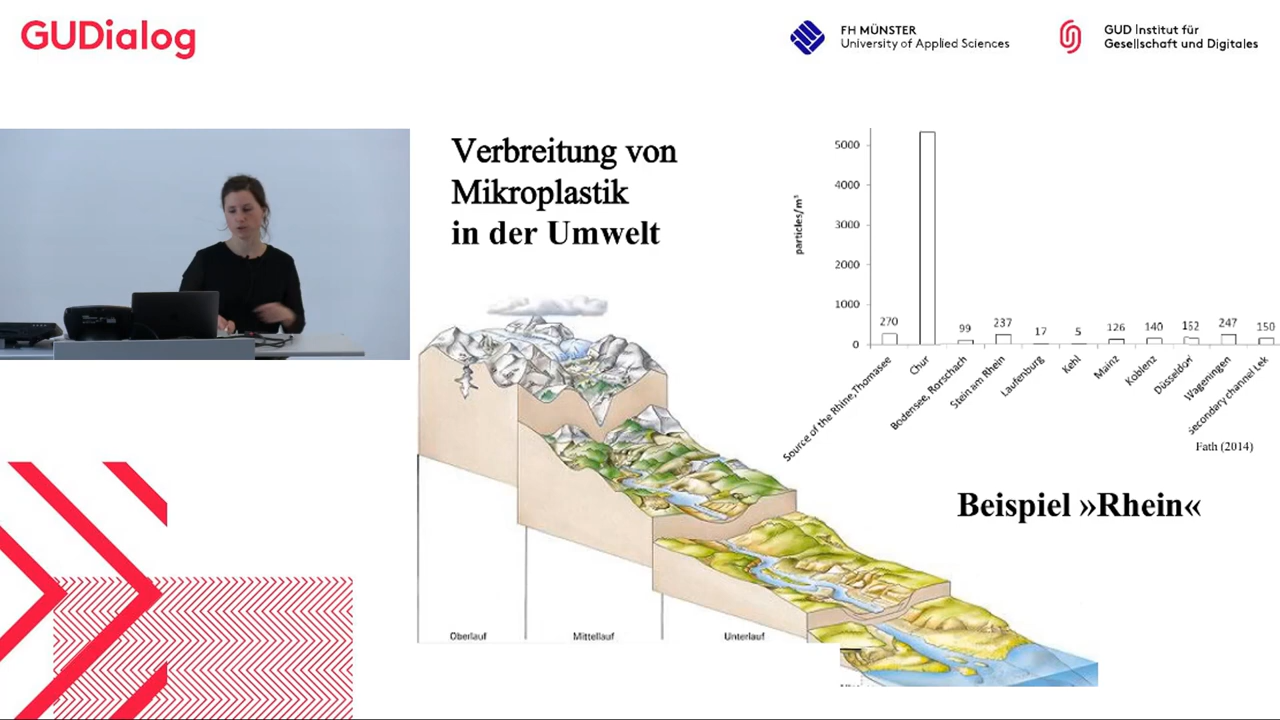 GUDialog
FH MÜNSTER
University of Applied Sciences
GUD Institut für
Gesellschaft und Digitales
Verbreitung von
Mikroplastik
in der Umwelt
particles/m³
5000
4000
3000
2000
1000
0
270
99
237
17
5
126
140
152
247
150
Source of the Rhine, Thomasee
Chur
Bodensee, Rorschach
Stein am Rhein
Laufenburg
Kehl
Mainz
Koblenz
Düsseldorf
Wageningen
Secondary channel Lek
Fath (2014)
Beispiel »Rhein«
Oberlauf
Mittellauf
Unterlauf